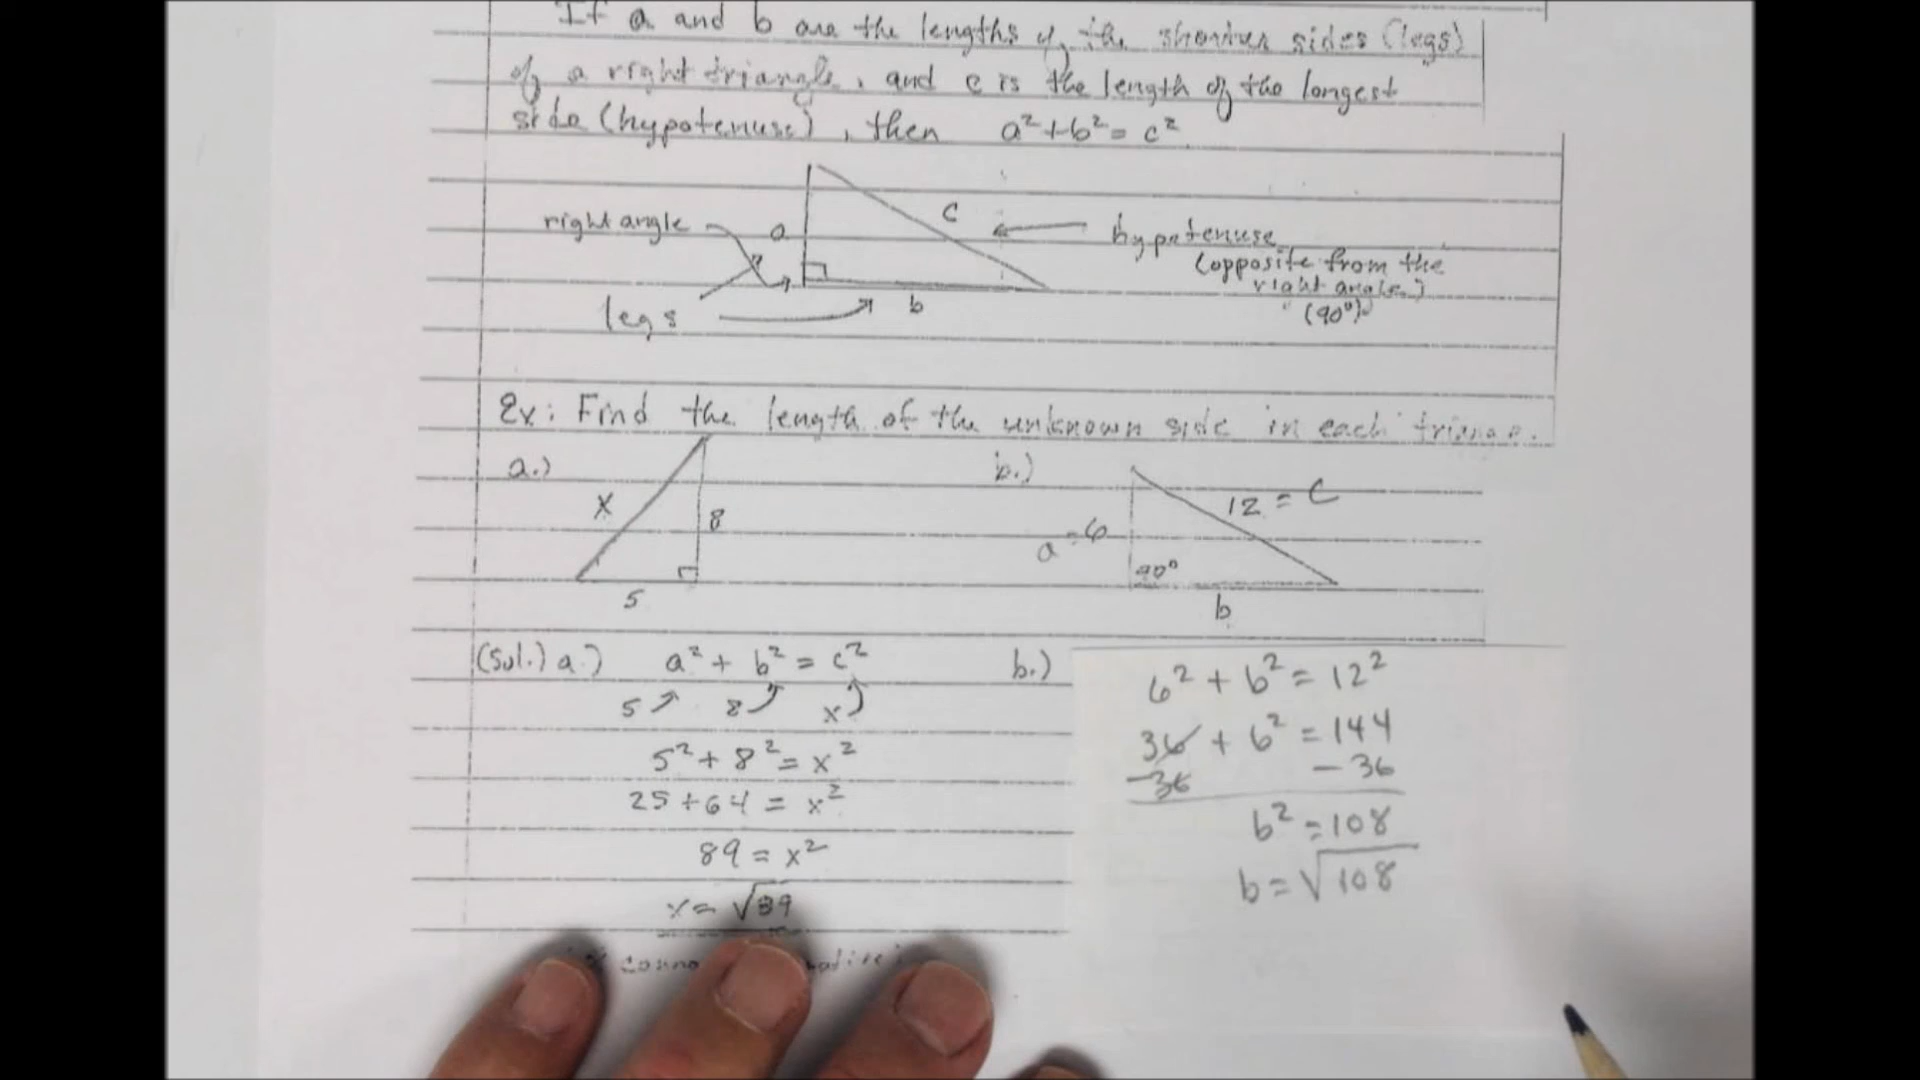 If a and b are the lengths of the shorter sides (legs)
of a right triangle, and c is the length of the longest
side (hypotenuse), then a² + b² = c²
right angle
a
c
hypotenuse
(opposite from the
right angle)
(90°)
legs
b
Ex: Find the length of the unknown side in each
a.)
x
8
5
b.)
12 = C
a = 6
90°
b
(Sol.) a.) a² + b² = c²
5 8 x
5² + 8² = x²
25 + 64 = x²
89 = x²
x = √89
b.)
6² + b² = 12²
36 + b² = 144
-36 - 36
b² = 108
b = √108